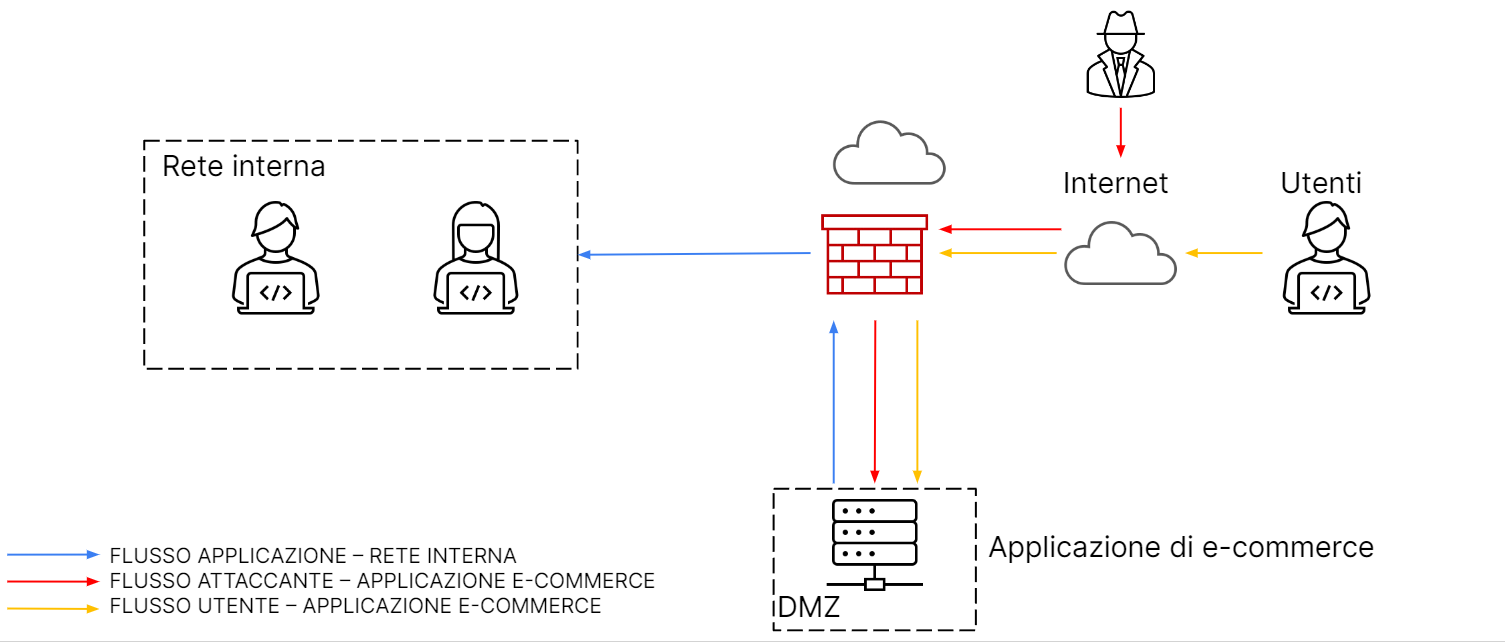 Rete interna
Internet
Utenti
</>
</>
</>
Applicazione di e-commerce
DMZ
FLUSSO APPLICAZIONE – RETE INTERNA
FLUSSO ATTACCANTE – APPLICAZIONE E-COMMERCE
FLUSSO UTENTE – APPLICAZIONE E-COMMERCE